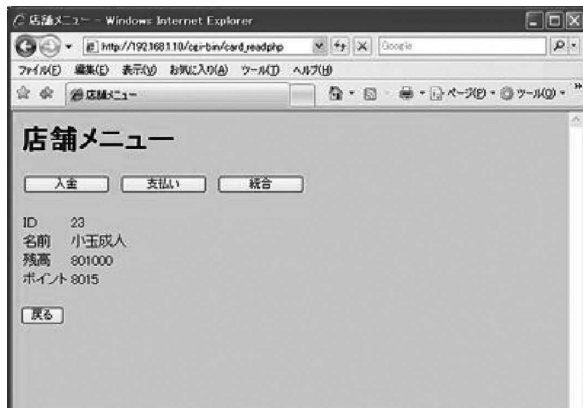 店舗メニュー - Windows Internet Explorer
http://192.168.1.10/cgi-bin/card_read.php
Google
ファイル(F) 編集(E) 表示(V) お気に入り(A) ツール(T) ヘルプ(H)
店舗メニュー
ページ(P) ツール(O)
店舗メニュー
入金 支払い 統合
ID 23
名前 小玉成人
残高 801000
ポイント 8015
戻る